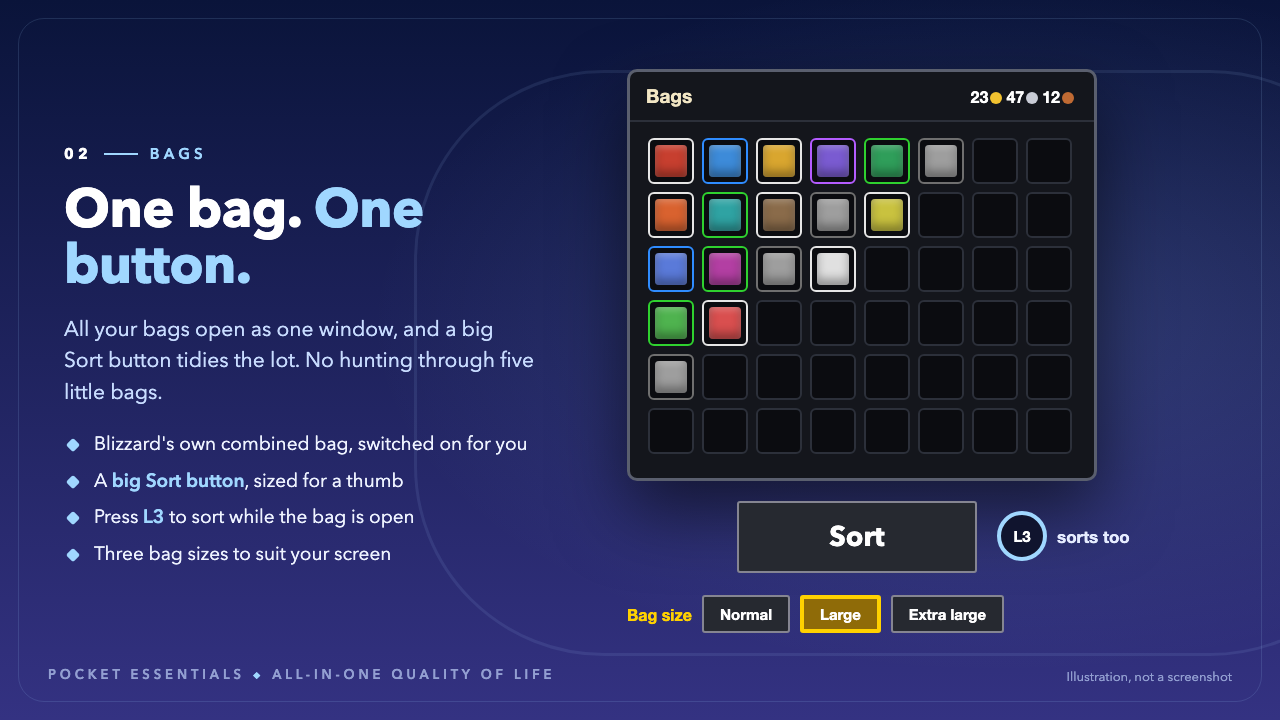 02 BAGS
One bag. One
button.
All your bags open as one window, and a big
Sort button tidies the lot. No hunting through five
little bags.
Blizzard's own combined bag, switched on for you
A big Sort button, sized for a thumb
Press L3 to sort while the bag is open
Three bag sizes to suit your screen
Bags
23 47 12
Sort
L3 sorts too
Bag size Normal Large Extra large
POCKET ESSENTIALS ◆ ALL-IN-ONE QUALITY OF LIFE
Illustration, not a screenshot